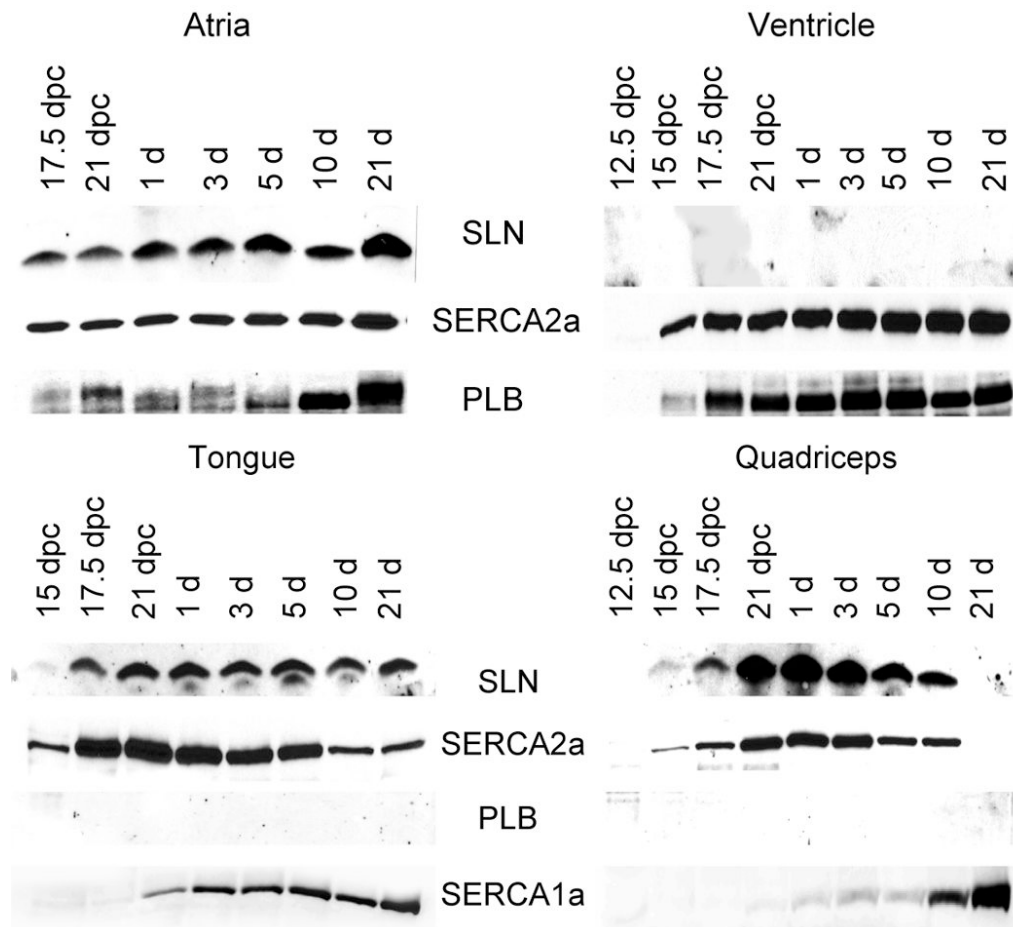 Atria
17.5 dpc
21 dpc
1 d
3 d
5 d
10 d
21 d
SLN
SERCA2a
PLB
Ventricle
12.5 dpc
15 dpc
17.5 dpc
21 dpc
1 d
3 d
5 d
10 d
21 d
Tongue
15 dpc
17.5 dpc
21 dpc
1 d
3 d
5 d
10 d
21 d
SLN
SERCA2a
PLB
SERCA1a
Quadriceps
12.5 dpc
15 dpc
17.5 dpc
21 dpc
1 d
3 d
5 d
10 d
21 d